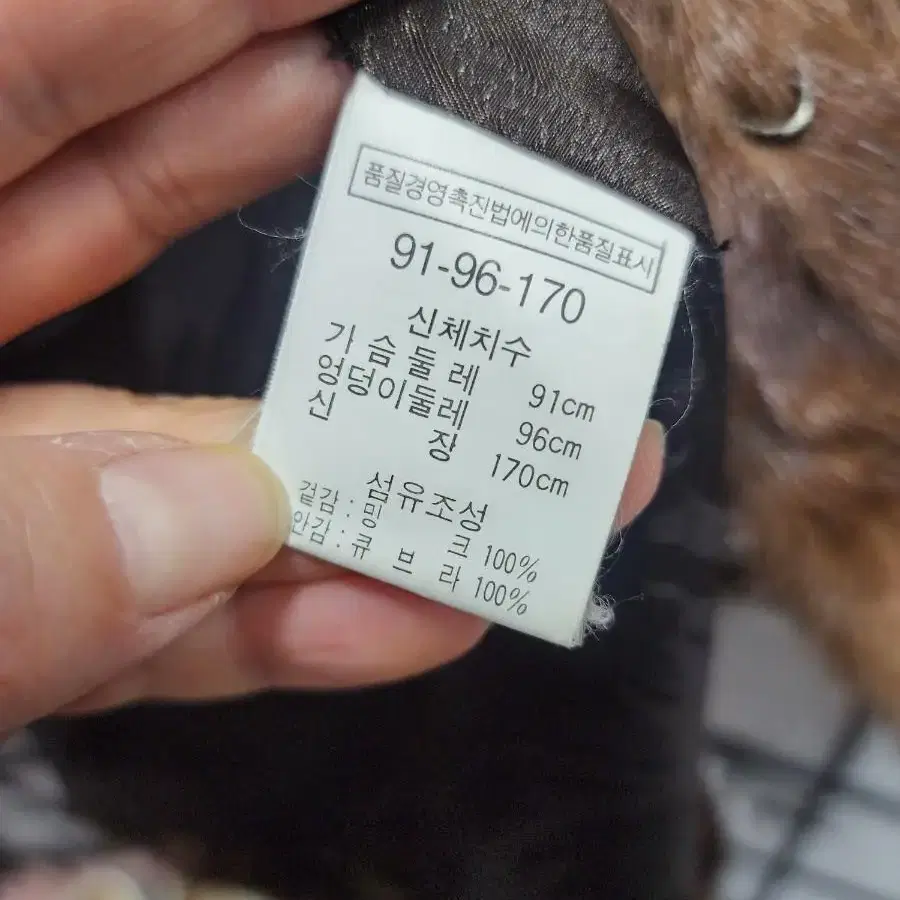 품질경영촉진법에의한품질표시
91-96-170
신체치수
가슴둘레 91cm
엉덩이둘레 96cm
신 장 170cm
섬유조성
겉감 : 밍 크 100%
안감 : 큐 브 라 100%